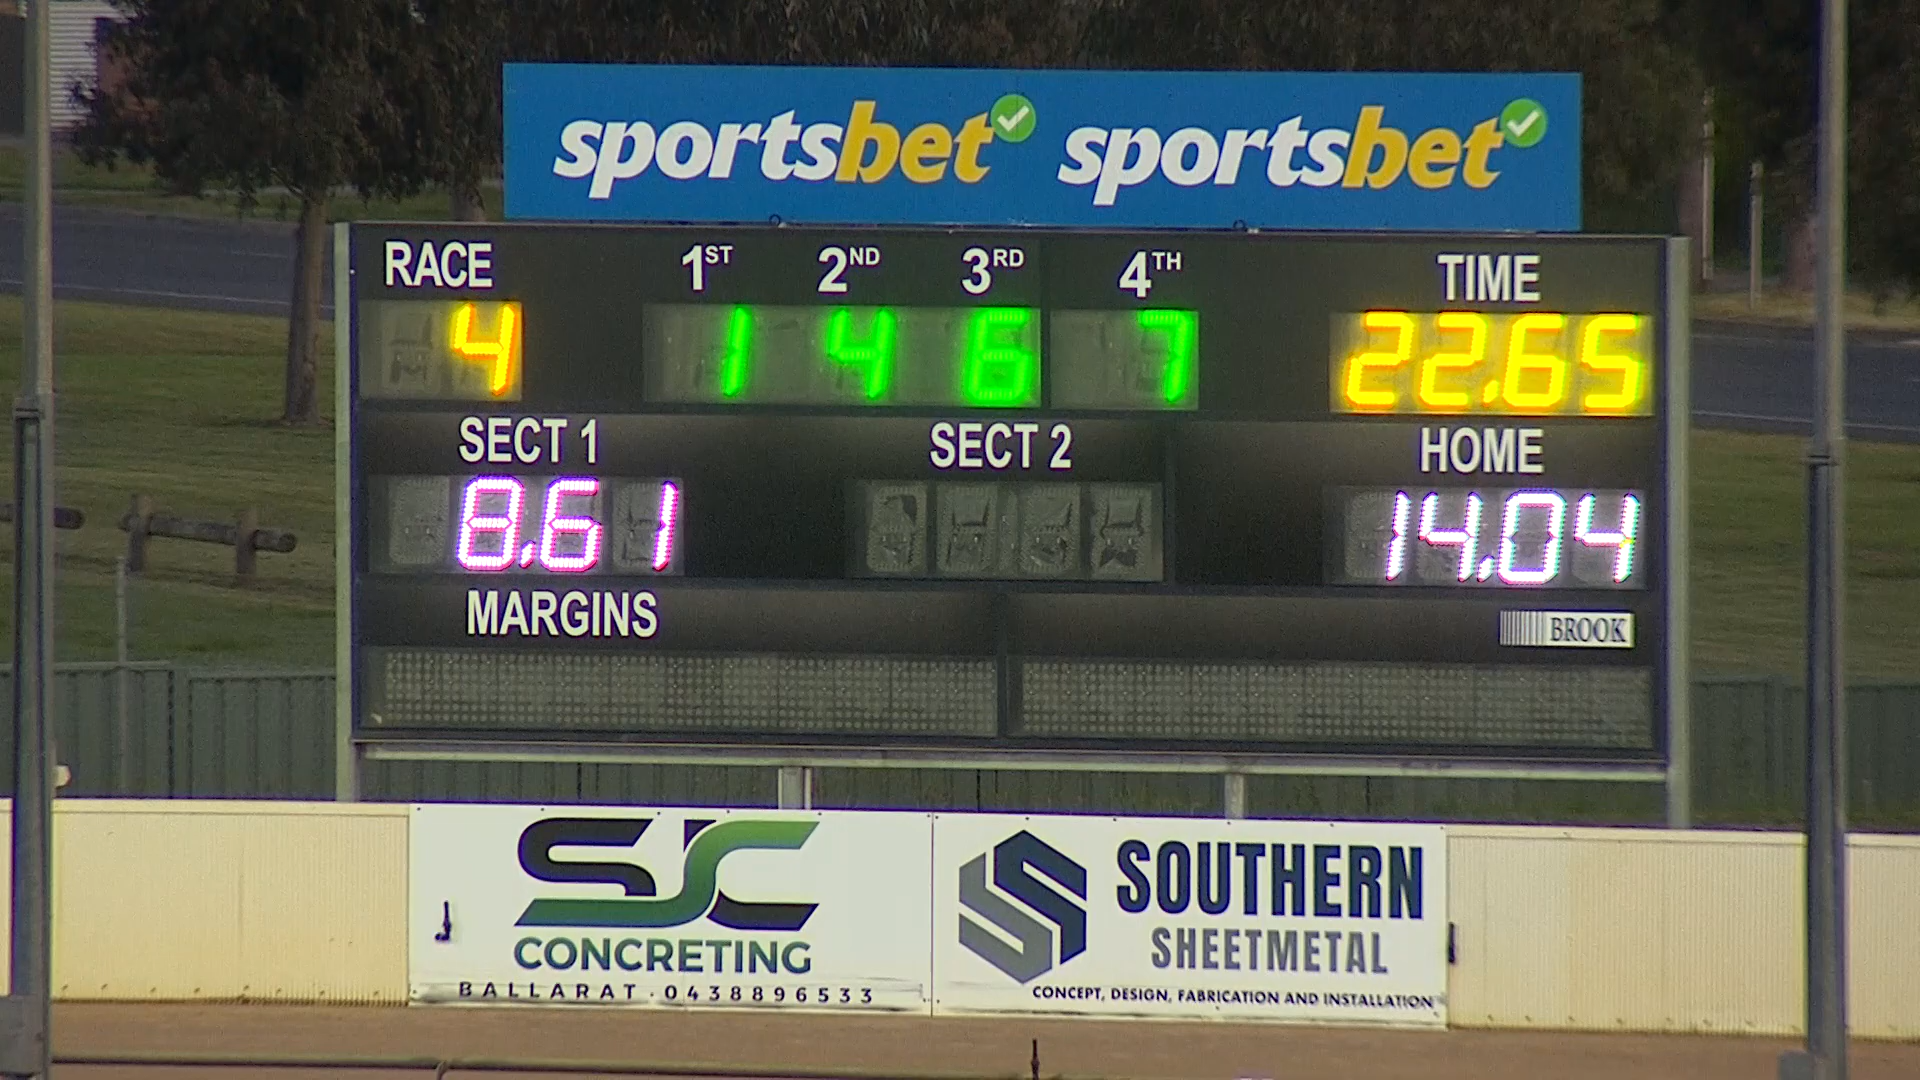 sportsbet sportsbet
RACE 1ST 2ND 3RD 4TH TIME
4 1 4 6 7 22.65
SECT 1 SECT 2 HOME
8.61 14.04
MARGINS
BROOK
SJC
CONCRETING
BALLARAT . 0438896533
SOUTHERN
SHEETMETAL
CONCEPT, DESIGN, FABRICATION AND INSTALLATION